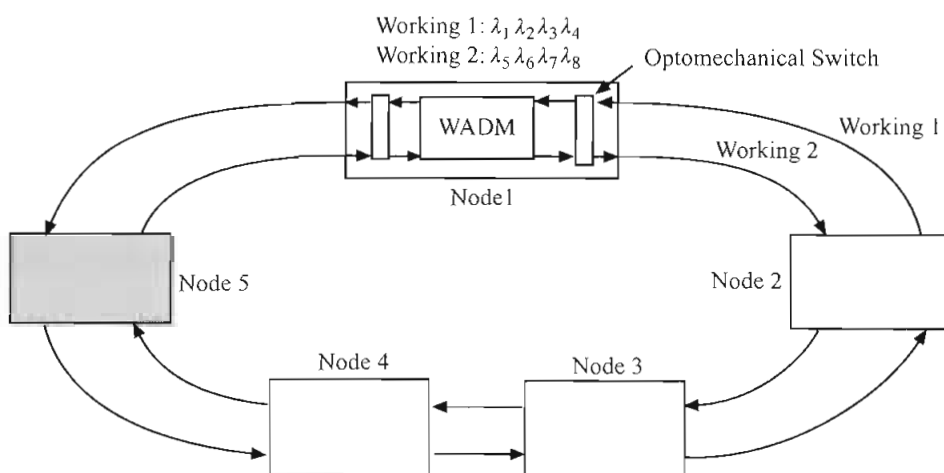 Working 1: λ₁ λ₂ λ₃ λ₄
Working 2: λ₅ λ₆ λ₇ λ₈
Optomechanical Switch
WADM
Working 1
Working 2
Node1
Node 5
Node 2
Node 4
Node 3